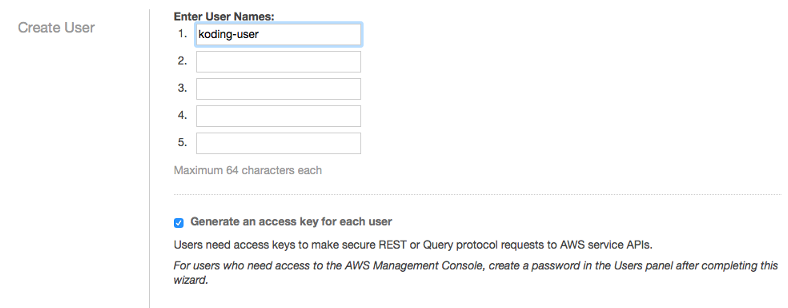 Create User
Enter User Names:
1. koding-user
2.
3.
4.
5.
Maximum 64 characters each
Generate an access key for each user
Users need access keys to make secure REST or Query protocol requests to AWS service APIs.
For users who need access to the AWS Management Console, create a password in the Users panel after completing this
wizard.